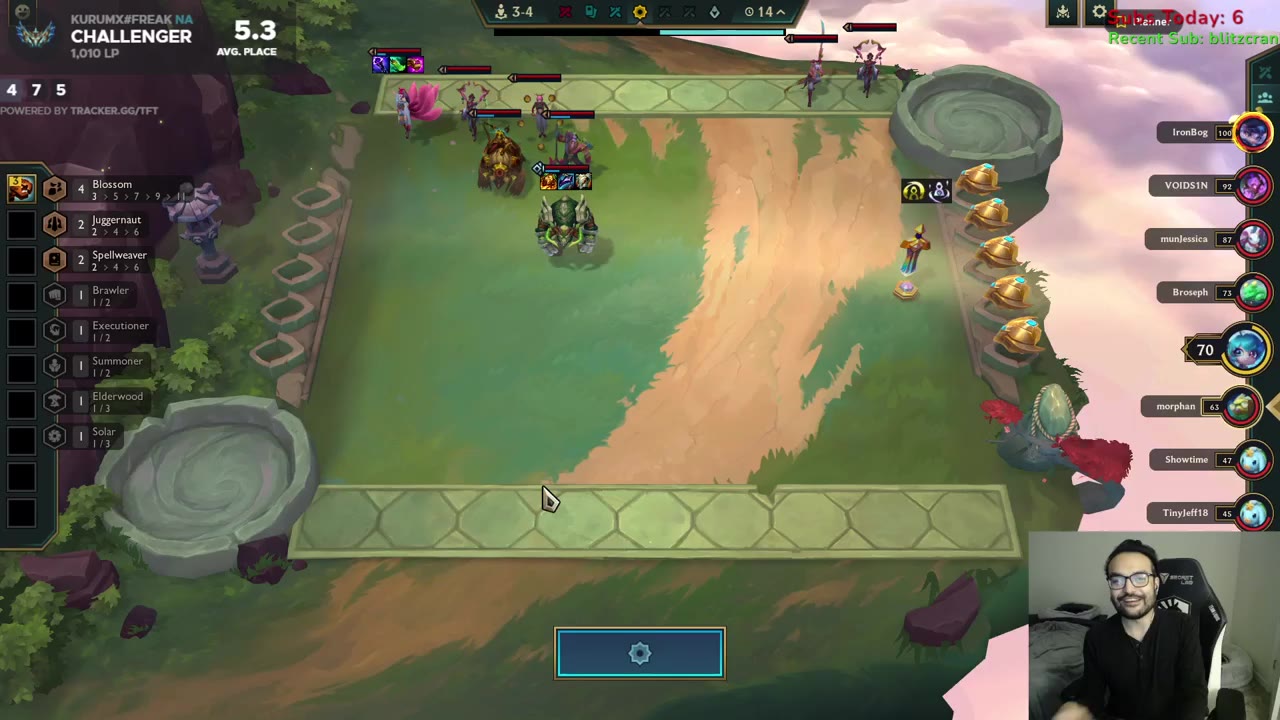 KURUMX#FREAK NA
CHALLENGER
1,010 LP
5.3
AVG. PLACE
4 7 5
POWERED BY TRACKER.GG/TFT
3-4
14
Subs Today: 6
Recent Sub: blitzcran
4 Blossom
3 > 5 > 7 > 9 > 11
2 Juggernaut
2 > 4 > 6
2 Spellweaver
2 > 4 > 6
1 Brawler
1 / 2
1 Executioner
1 / 2
1 Summoner
1 / 2
1 Elderwood
1 / 3
1 Solar
1 / 3
IronBog 100
VOIDS1N 92
munJessica 87
Broseph 73
70
morphan 63
Showtime 47
TinyJeff18 45
SECRET
LAB